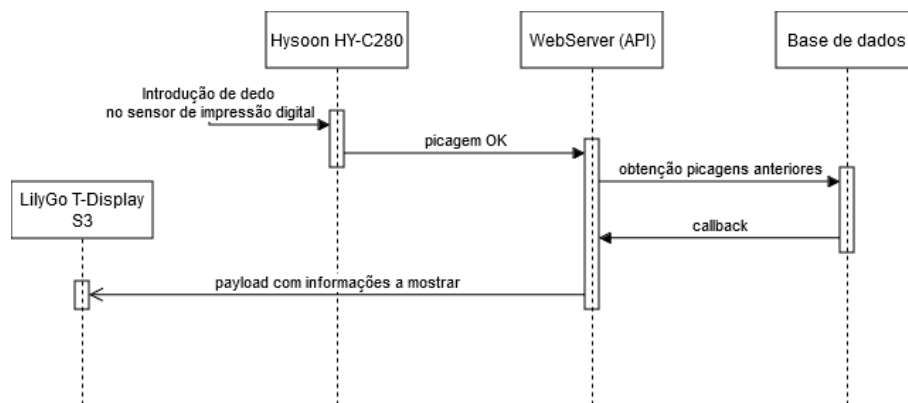 Hysoon HY-C280
WebServer (API)
Base de dados
Introdução de dedo
no sensor de impressão digital
picagem OK
obtenção picagens anteriores
LilyGo T-Display
S3
callback
payload com informações a mostrar